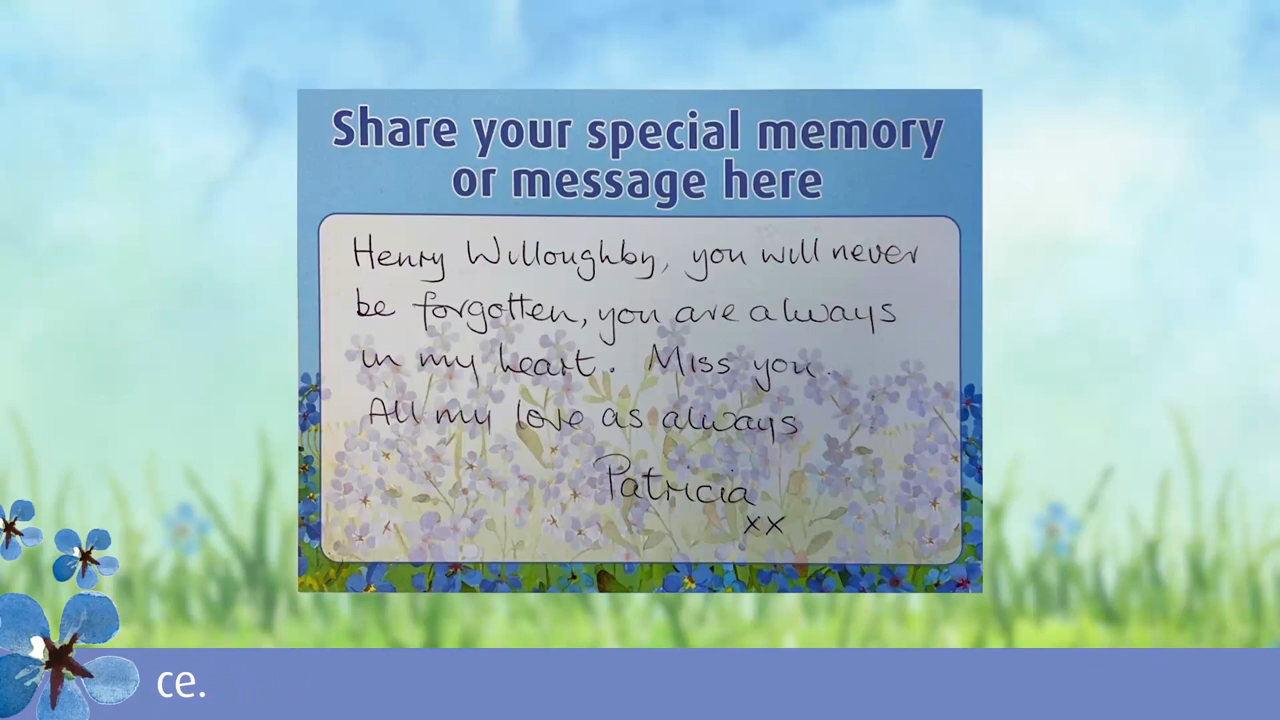 Share your special memory
or message here
Henry Willoughby, you will never
be forgotten, you are always
in my heart. Miss you.
All my love as always
Patricia
xx
ce.